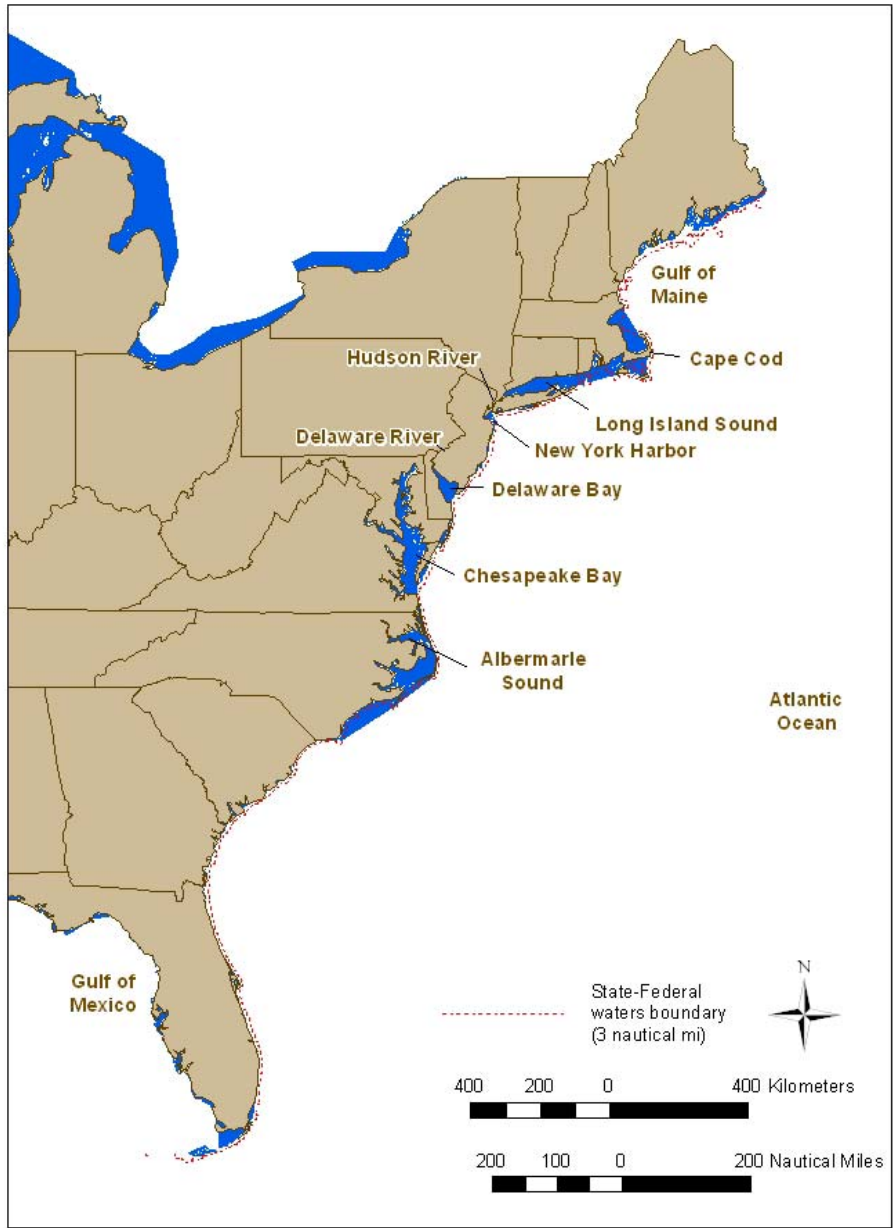 Gulf of
Maine
Hudson River
Cape Cod
Long Island Sound
Delaware River
New York Harbor
Delaware Bay
Chesapeake Bay
Albermarle
Sound
Atlantic
Ocean
Gulf of
Mexico
N
State-Federal
waters boundary
(3 nautical mi)
400 200 0 400 Kilometers
200 100 0 200 Nautical Miles